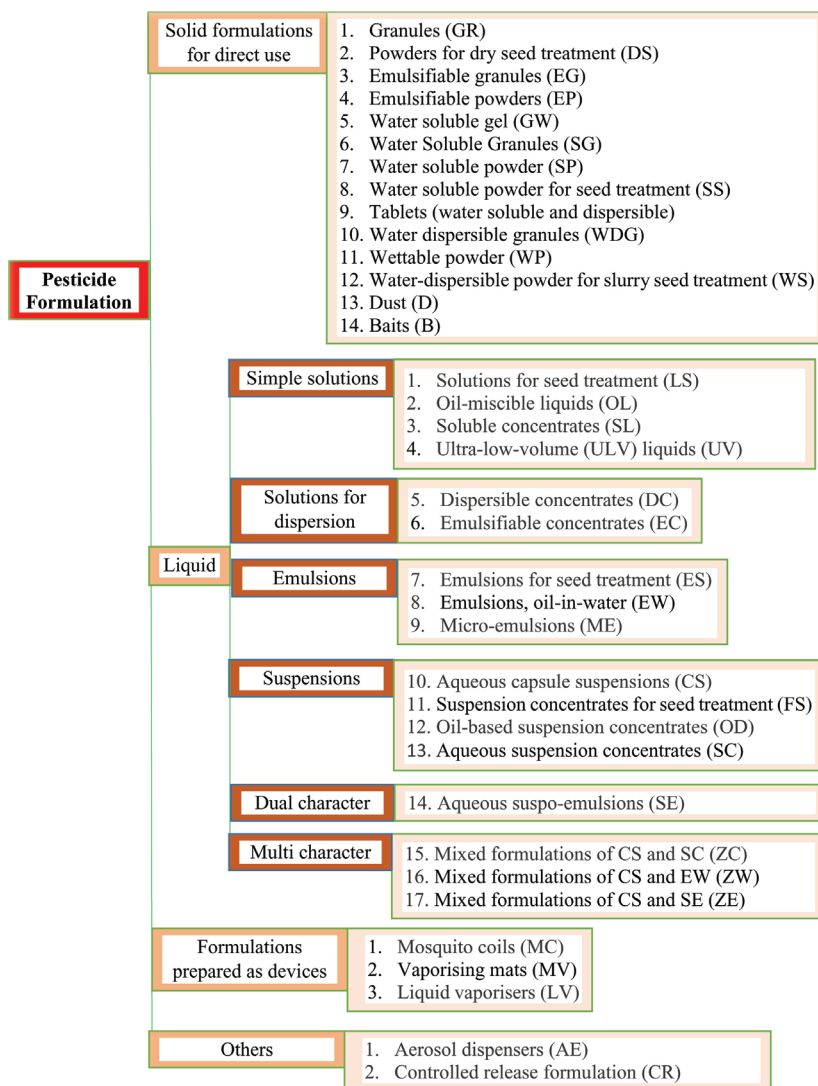 Solid formulations
for direct use
1. Granules (GR)
2. Powders for dry seed treatment (DS)
3. Emulsifiable granules (EG)
4. Emulsifiable powders (EP)
5. Water soluble gel (GW)
6. Water Soluble Granules (SG)
7. Water soluble powder (SP)
8. Water soluble powder for seed treatment (SS)
9. Tablets (water soluble and dispersible)
10. Water dispersible granules (WDG)
11. Wettable powder (WP)
12. Water-dispersible powder for slurry seed treatment (WS)
13. Dust (D)
14. Baits (B)
Pesticide
Formulation
Liquid
Simple solutions
1. Solutions for seed treatment (LS)
2. Oil-miscible liquids (OL)
3. Soluble concentrates (SL)
4. Ultra-low-volume (ULV) liquids (UV)
Solutions for
dispersion
5. Dispersible concentrates (DC)
6. Emulsifiable concentrates (EC)
Emulsions
7. Emulsions for seed treatment (ES)
8. Emulsions, oil-in-water (EW)
9. Micro-emulsions (ME)
Suspensions
10. Aqueous capsule suspensions (CS)
11. Suspension concentrates for seed treatment (FS)
12. Oil-based suspension concentrates (OD)
13. Aqueous suspension concentrates (SC)
Dual character
14. Aqueous suspo-emulsions (SE)
Multi character
15. Mixed formulations of CS and SC (ZC)
16. Mixed formulations of CS and EW (ZW)
17. Mixed formulations of CS and SE (ZE)
Formulations
prepared as devices
1. Mosquito coils (MC)
2. Vaporising mats (MV)
3. Liquid vaporisers (LV)
Others
1. Aerosol dispensers (AE)
2. Controlled release formulation (CR)